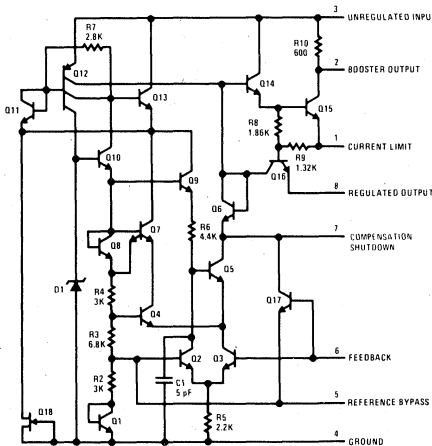 3 UNREGULATED INPUT
R7
2.8K
R10
600
Q12
Q14
2 BOOSTER OUTPUT
Q11
Q13
Q15
R8
1.86K
1 CURRENT LIMIT
R9
1.32K
Q10
Q16
Q9
8 REGULATED OUTPUT
Q6
R6
4.4K
7 COMPENSATION
SHUTDOWN
Q8
Q7
Q5
D1
R4
3K
Q17
Q4
R3
6.8K
Q2
Q3
6 FEEDBACK
C1
5 pF
R2
3K
5 REFERENCE BYPASS
Q18
Q1
R5
2.2K
4 GROUND